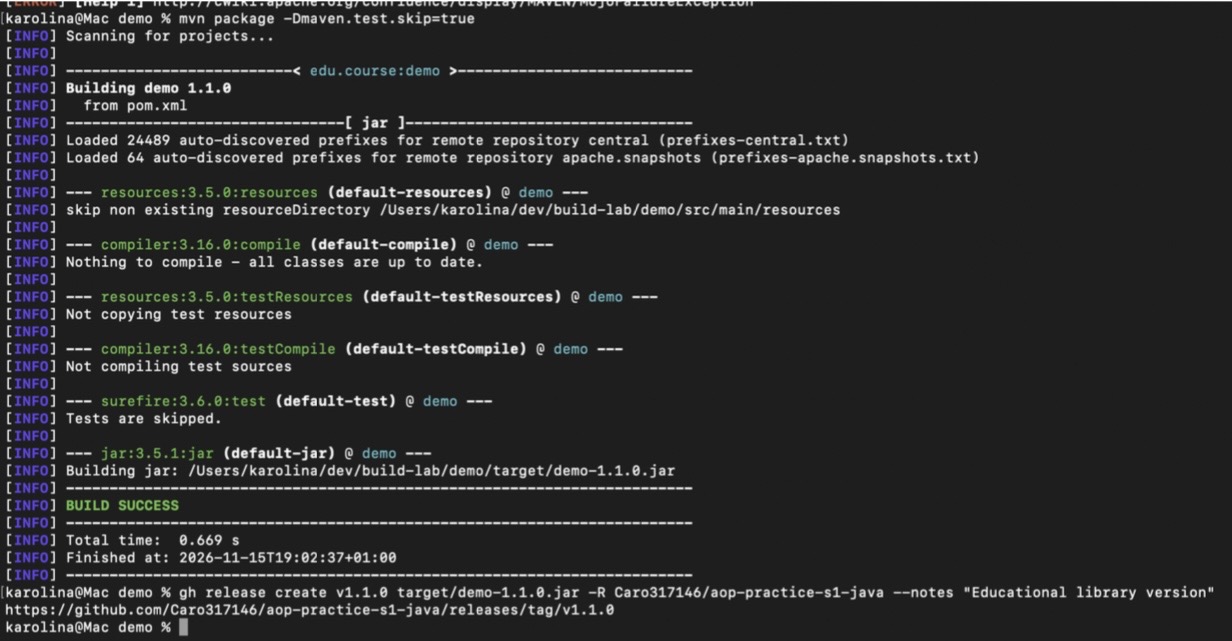 [ERROR] [Help 1] http://cwiki.apache.org/confluence/display/MAVEN/MojoFailureException
karolina@Mac demo % mvn package -Dmaven.test.skip=true
[INFO] Scanning for projects...
[INFO]
[INFO] --------------------------< edu.course:demo >---------------------------
[INFO] Building demo 1.1.0
[INFO]   from pom.xml
[INFO] --------------------------------[ jar ]---------------------------------
[INFO] Loaded 24489 auto-discovered prefixes for remote repository central (prefixes-central.txt)
[INFO] Loaded 64 auto-discovered prefixes for remote repository apache.snapshots (prefixes-apache.snapshots.txt)
[INFO]
[INFO] --- resources:3.5.0:resources (default-resources) @ demo ---
[INFO] skip non existing resourceDirectory /Users/karolina/dev/build-lab/demo/src/main/resources
[INFO]
[INFO] --- compiler:3.16.0:compile (default-compile) @ demo ---
[INFO] Nothing to compile - all classes are up to date.
[INFO]
[INFO] --- resources:3.5.0:testResources (default-testResources) @ demo ---
[INFO] Not copying test resources
[INFO]
[INFO] --- compiler:3.16.0:testCompile (default-testCompile) @ demo ---
[INFO] Not compiling test sources
[INFO]
[INFO] --- surefire:3.6.0:test (default-test) @ demo ---
[INFO] Tests are skipped.
[INFO]
[INFO] --- jar:3.5.1:jar (default-jar) @ demo ---
[INFO] Building jar: /Users/karolina/dev/build-lab/demo/target/demo-1.1.0.jar
[INFO] ------------------------------------------------------------------------
[INFO] BUILD SUCCESS
[INFO] ------------------------------------------------------------------------
[INFO] Total time:  0.669 s
[INFO] Finished at: 2026-11-15T19:02:37+01:00
[INFO] ------------------------------------------------------------------------
karolina@Mac demo % gh release create v1.1.0 target/demo-1.1.0.jar -R Caro317146/aop-practice-s1-java --notes "Educational library version"
https://github.com/Caro317146/aop-practice-s1-java/releases/tag/v1.1.0
karolina@Mac demo %